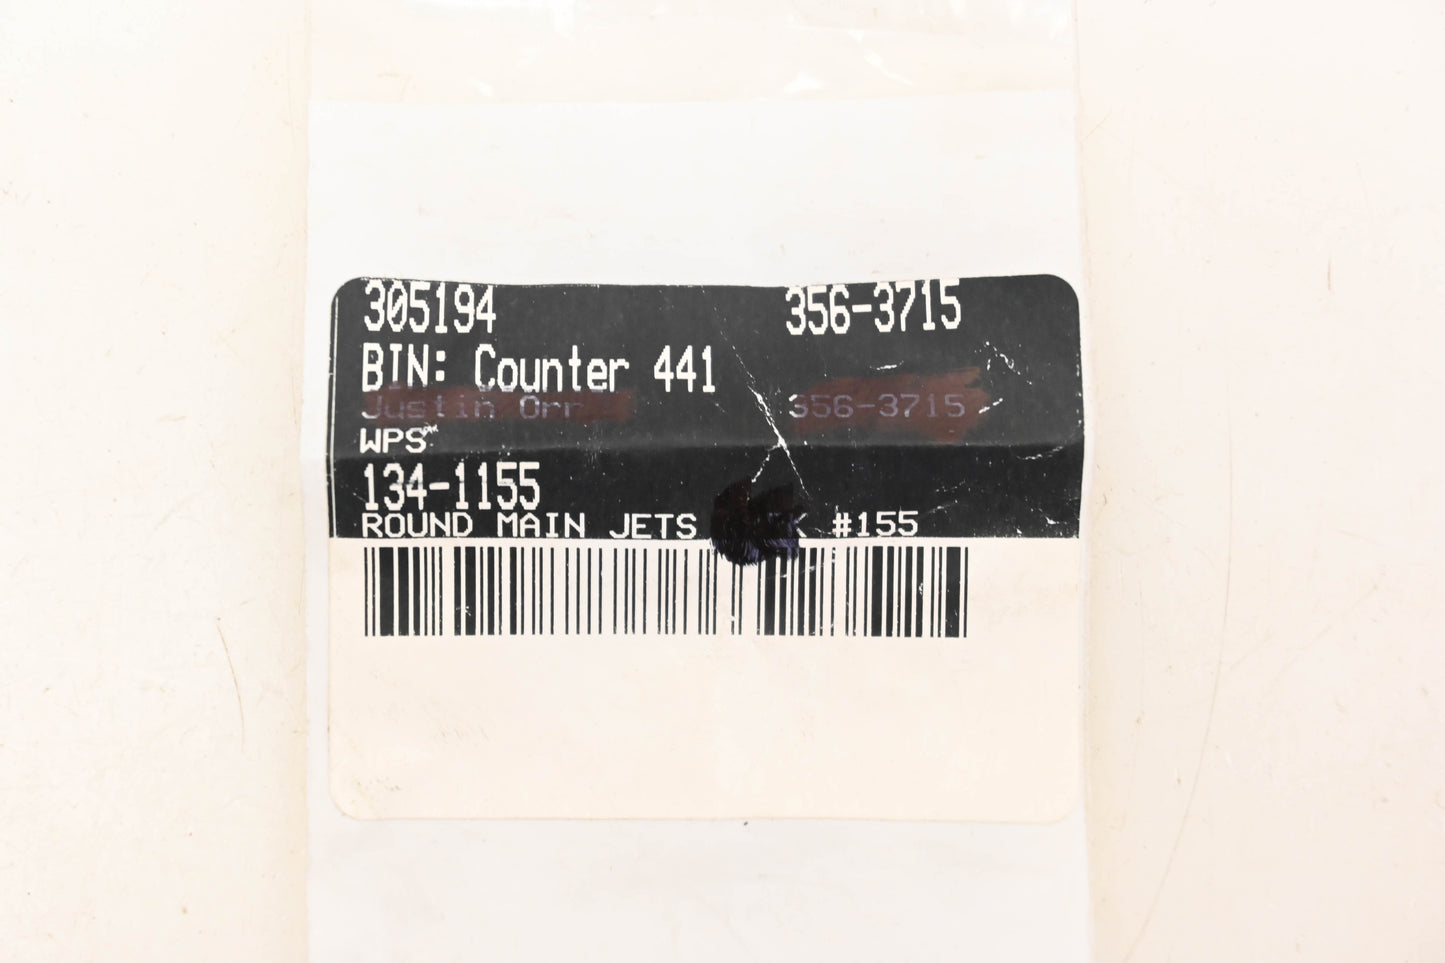 305194 356-3715
BIN: Counter 441
Justin Orr 356-3715
WPS
134-1155
ROUND MAIN JETS #155